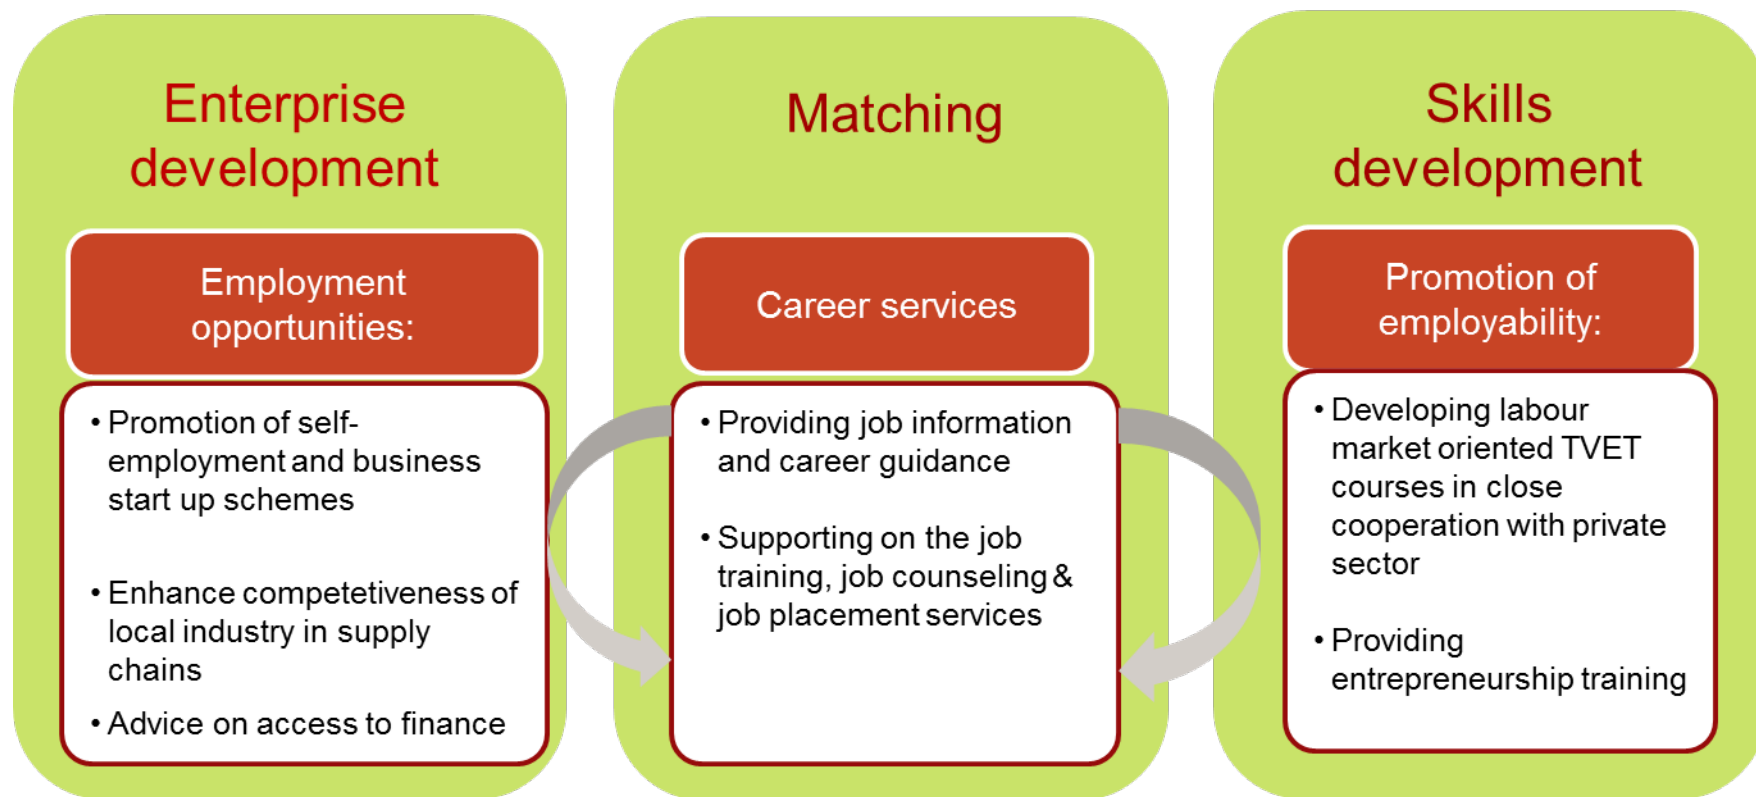 Enterprise
development
Employment
opportunities:
• Promotion of self-
employment and business
start up schemes
• Enhance competetiveness of
local industry in supply
chains
• Advice on access to finance
Matching
Career services
• Providing job information
and career guidance
• Supporting on the job
training, job counseling &
job placement services
Skills
development
Promotion of
employability:
• Developing labour
market oriented TVET
courses in close
cooperation with private
sector
• Providing
entrepreneurship training